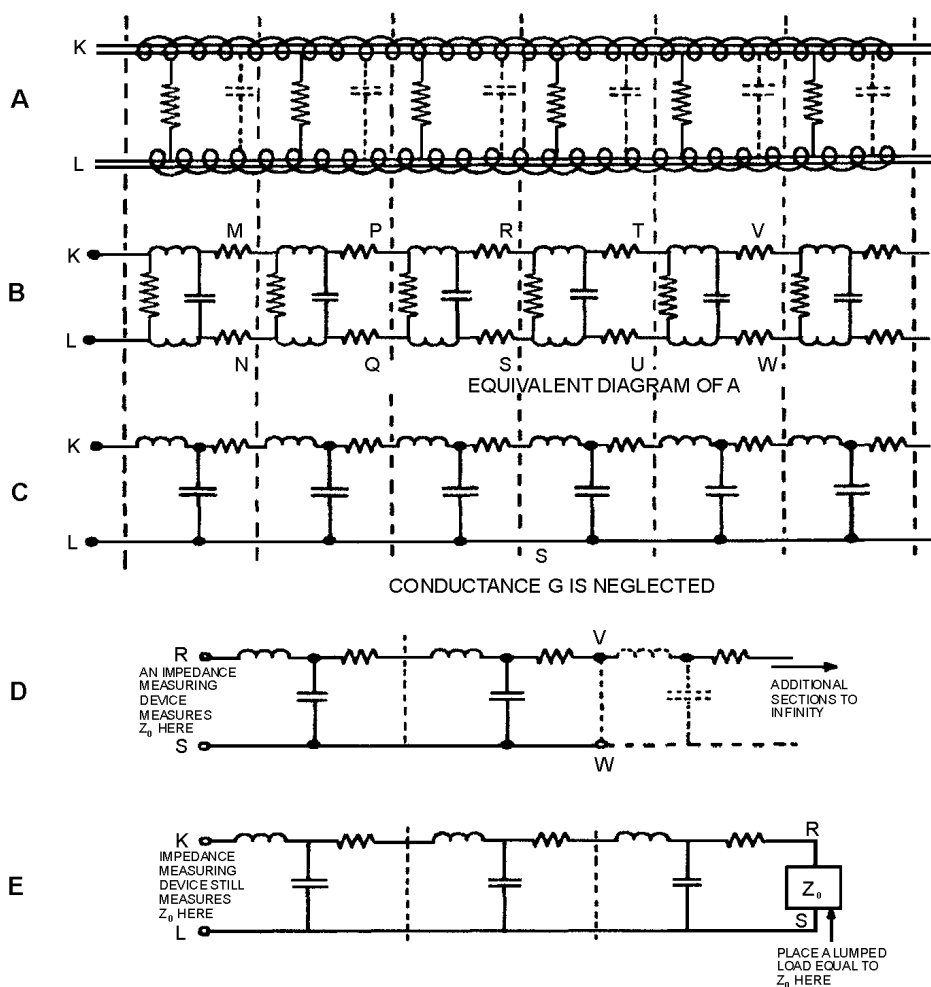 K
A
L
M P R T V
K
B
L
N Q S U W
EQUIVALENT DIAGRAM OF A
K
C
L
S
CONDUCTANCE G IS NEGLECTED
V
R
AN IMPEDANCE
MEASURING
DEVICE
MEASURES
Z₀ HERE
D
ADDITIONAL
SECTIONS TO
INFINITY
S
W
K
R
IMPEDANCE
MEASURING
DEVICE STILL
MEASURES
Z₀ HERE
E
Z₀
L
S
PLACE A LUMPED
LOAD EQUAL TO
Z₀ HERE